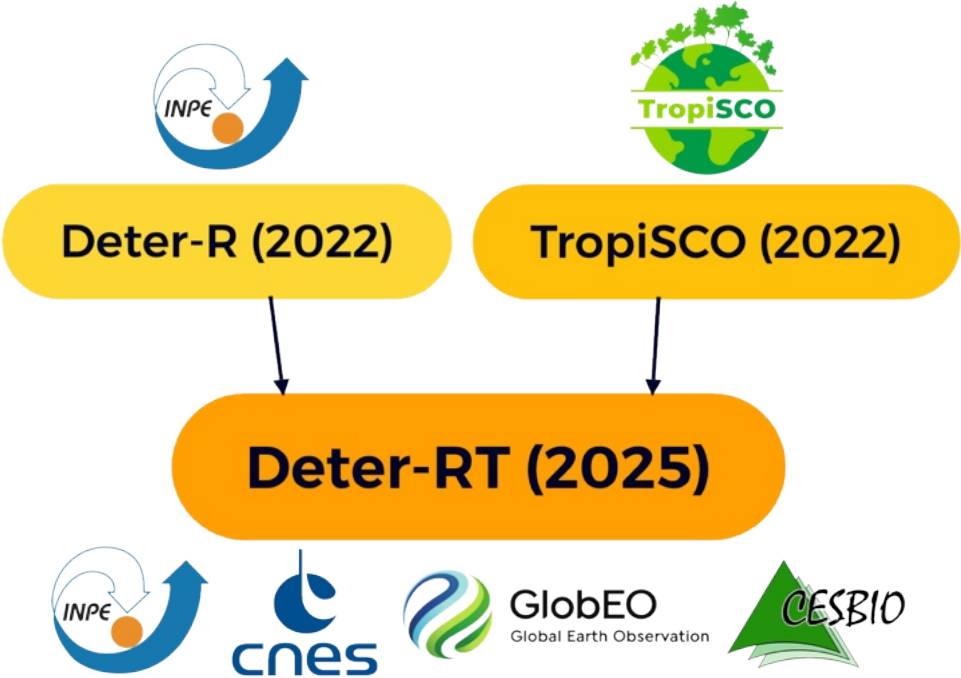 INPE
TropiSCO
Deter-R (2022)
TropiSCO (2022)
Deter-RT (2025)
INPE
cnes
GlobEO
Global Earth Observation
CESBIO